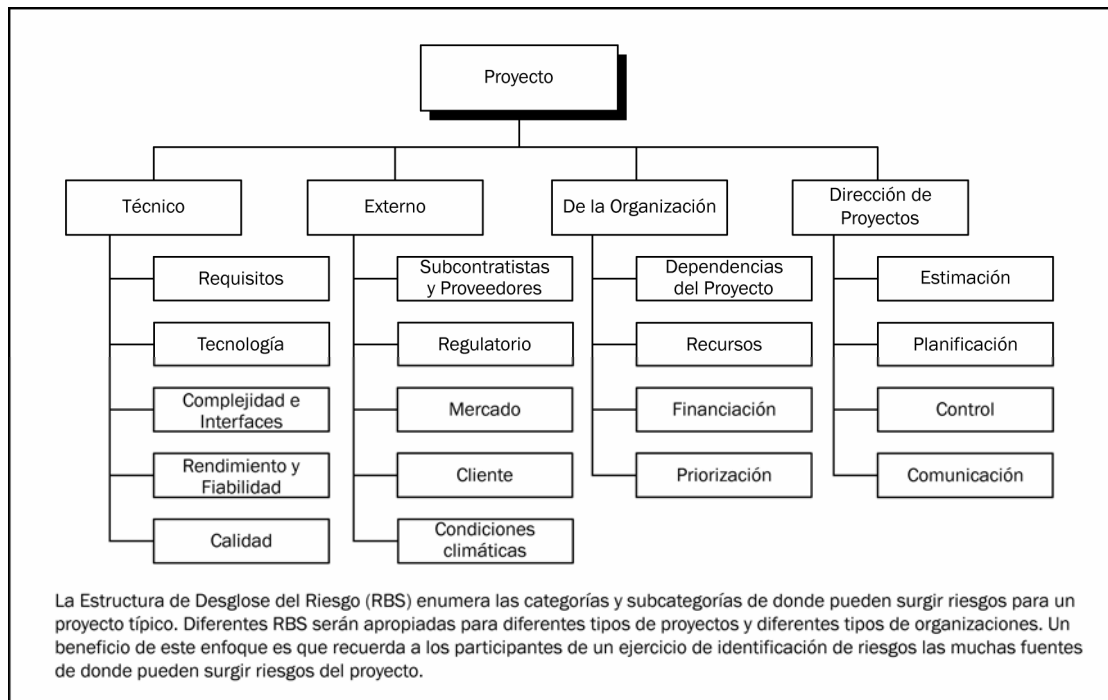 Proyecto
Técnico
Externo
De la Organización
Dirección de
Proyectos
Requisitos
Tecnología
Complejidad e
Interfaces
Rendimiento y
Fiabilidad
Calidad
Subcontratistas
y Proveedores
Regulatorio
Mercado
Cliente
Condiciones
climáticas
Dependencias
del Proyecto
Recursos
Financiación
Priorización
Estimación
Planificación
Control
Comunicación
La Estructura de Desglose del Riesgo (RBS) enumera las categorías y subcategorías de donde pueden surgir riesgos para un
proyecto típico. Diferentes RBS serán apropiadas para diferentes tipos de proyectos y diferentes tipos de organizaciones. Un
beneficio de este enfoque es que recuerda a los participantes de un ejercicio de identificación de riesgos las muchas fuentes
de donde pueden surgir riesgos del proyecto.